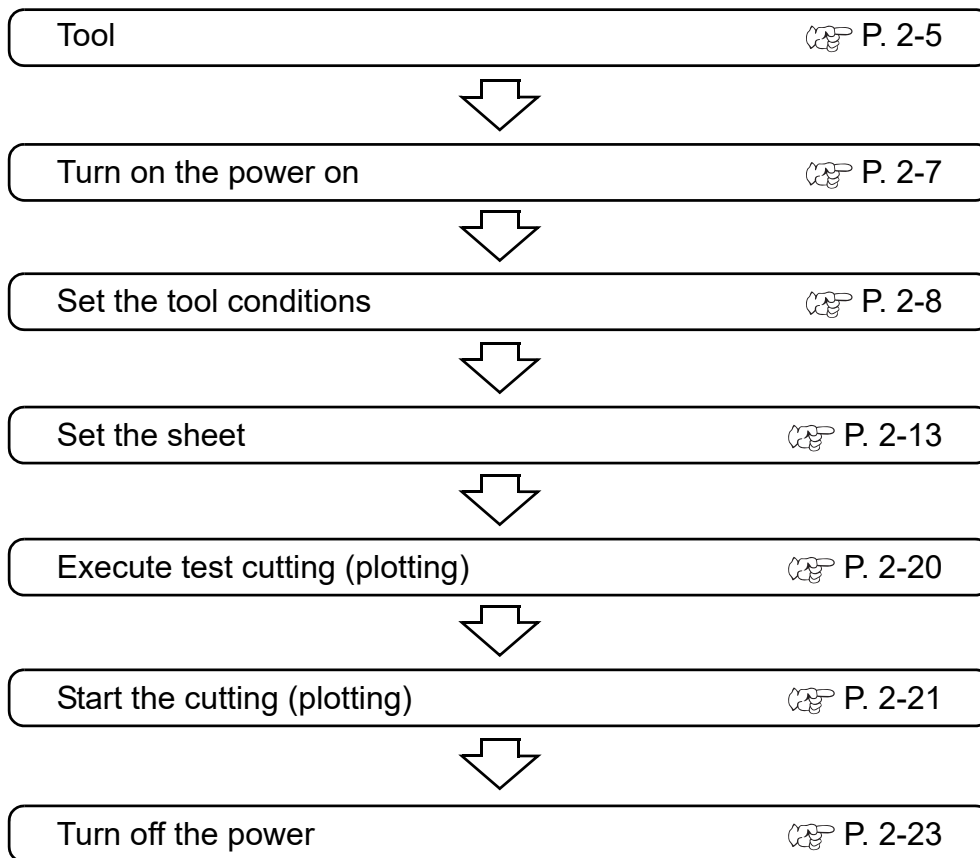 Tool P. 2-5
Turn on the power on P. 2-7
Set the tool conditions P. 2-8
Set the sheet P. 2-13
Execute test cutting (plotting) P. 2-20
Start the cutting (plotting) P. 2-21
Turn off the power P. 2-23